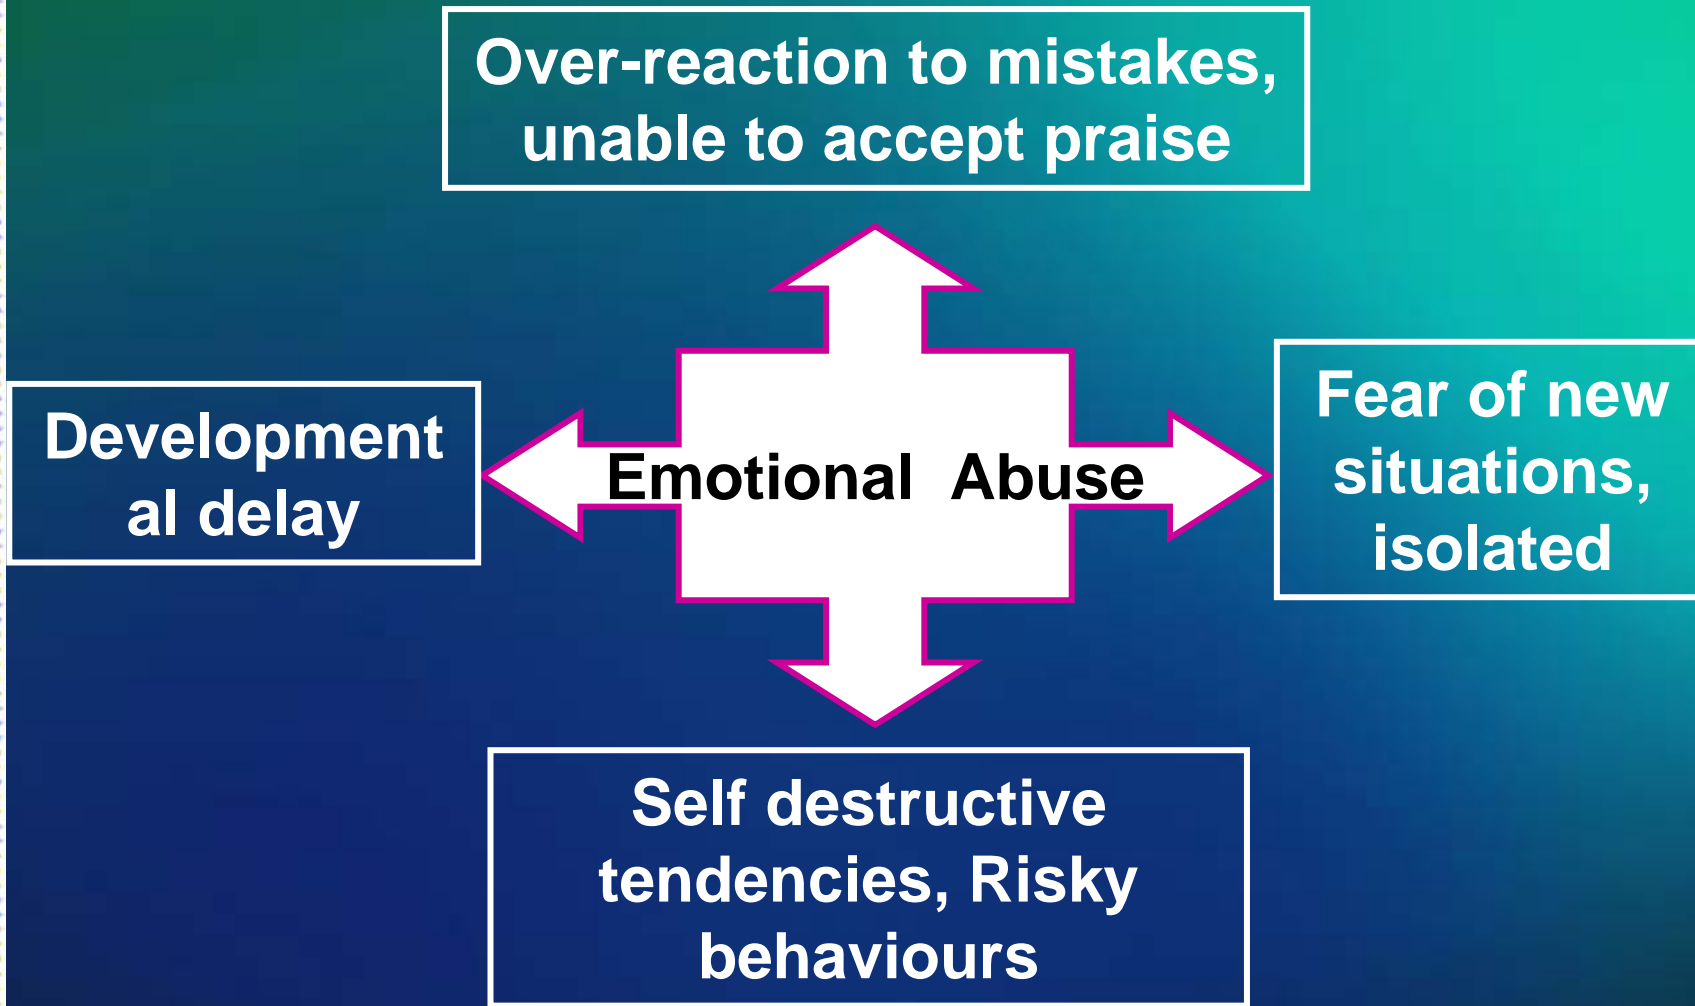 Over-reaction to mistakes,
unable to accept praise
Development
al delay
Emotional  Abuse
Fear of new
situations,
isolated
Self destructive
tendencies, Risky
behaviours